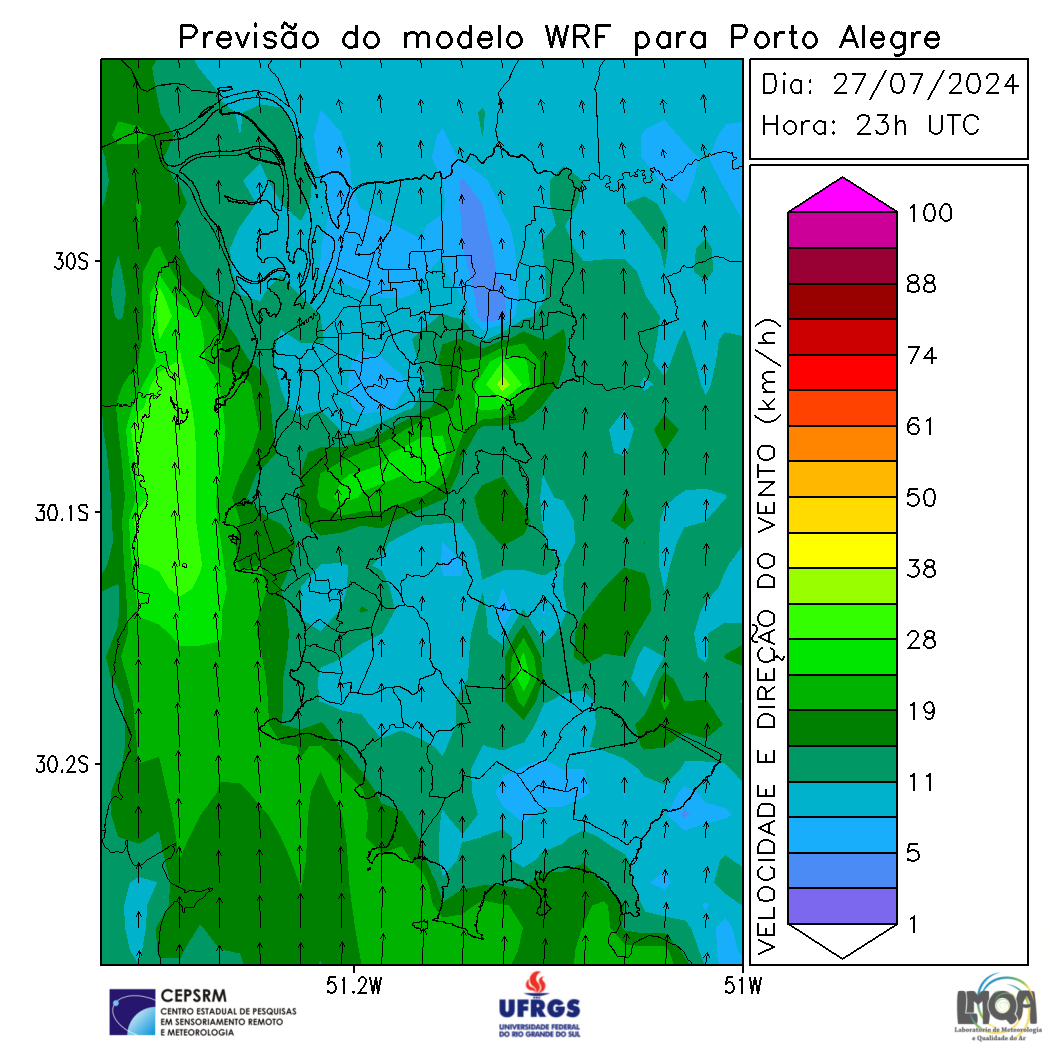 Previsão do modelo WRF para Porto Alegre
Dia: 27/07/2024
Hora: 23h UTC
30S
30.1S
30.2S
51.2W
51W
VELOCIDADE E DIREÇÃO DO VENTO (km/h)
100
88
74
61
50
38
28
19
11
5
1
CEPSRM
CENTRO ESTADUAL DE PESQUISAS
EM SENSORIAMENTO REMOTO
E METEOROLOGIA
UFRGS
UNIVERSIDADE FEDERAL
DO RIO GRANDE DO SUL
LMQA
Laboratório de Meteorologia
e Qualidade do Ar